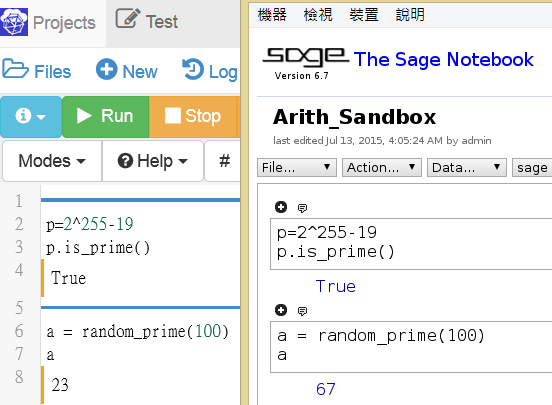 Projects
Test
Files
New
Log
Run
Stop
Modes
Help
#
1
2 p=2^255-19
3 p.is_prime()
4 True
5
6 a = random_prime(100)
7 a
8 23
機器 檢視 裝置 說明
sage The Sage Notebook
Version 6.7
Arith_Sandbox
last edited Jul 13, 2015, 4:05:24 AM by admin
File... Action... Data... sage
p=2^255-19
p.is_prime()
True
a = random_prime(100)
a
67